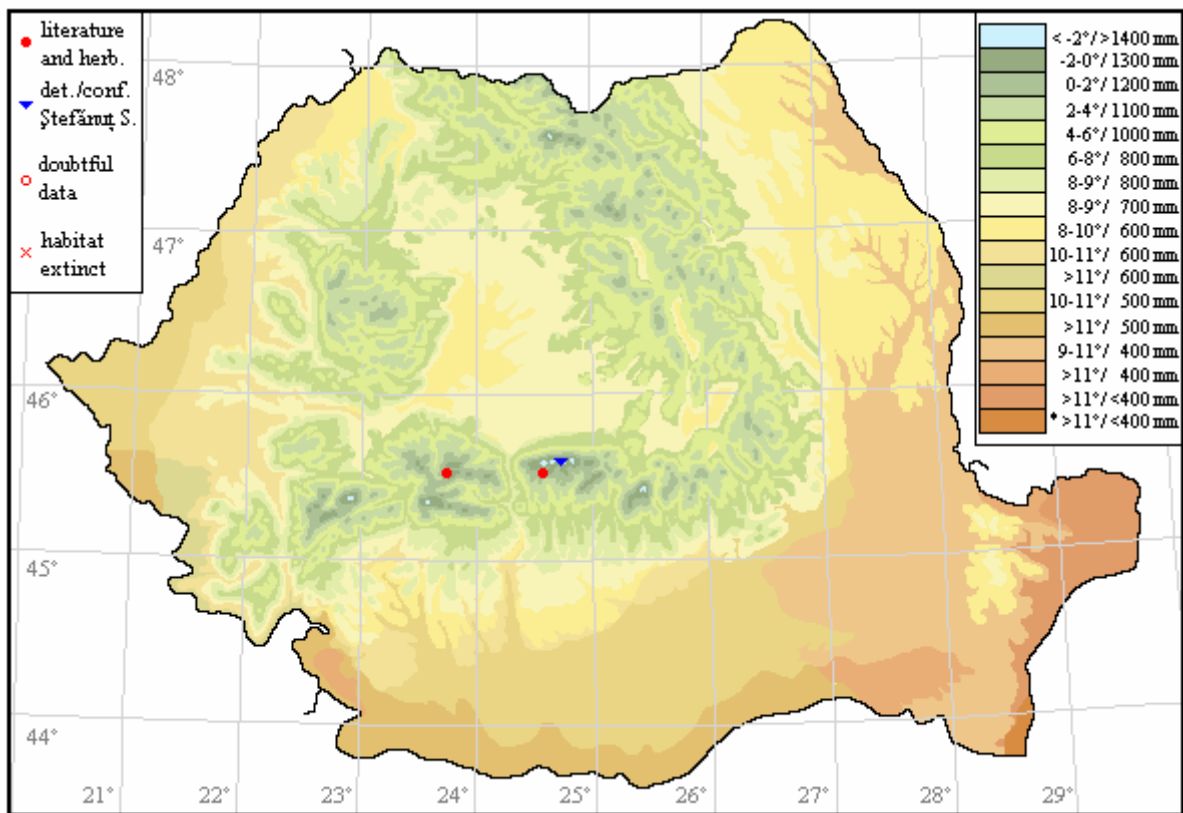 literature
and herb.
det./conf.
Ştefănuţ S.
doubtful
data
habitat
extinct
< -2°/>1400 mm
-2-0°/1300 mm
0-2°/1200 mm
2-4°/1100 mm
4-6°/1000 mm
6-8°/ 800 mm
8-9°/ 800 mm
8-9°/ 700 mm
8-10°/ 600 mm
10-11°/ 600 mm
>11°/ 600 mm
10-11°/ 500 mm
>11°/ 500 mm
9-11°/ 400 mm
>11°/ 400 mm
>11°/<400 mm
* >11°/<400 mm
48°
47°
46°
45°
44°
21° 22° 23° 24° 25° 26° 27° 28° 29°